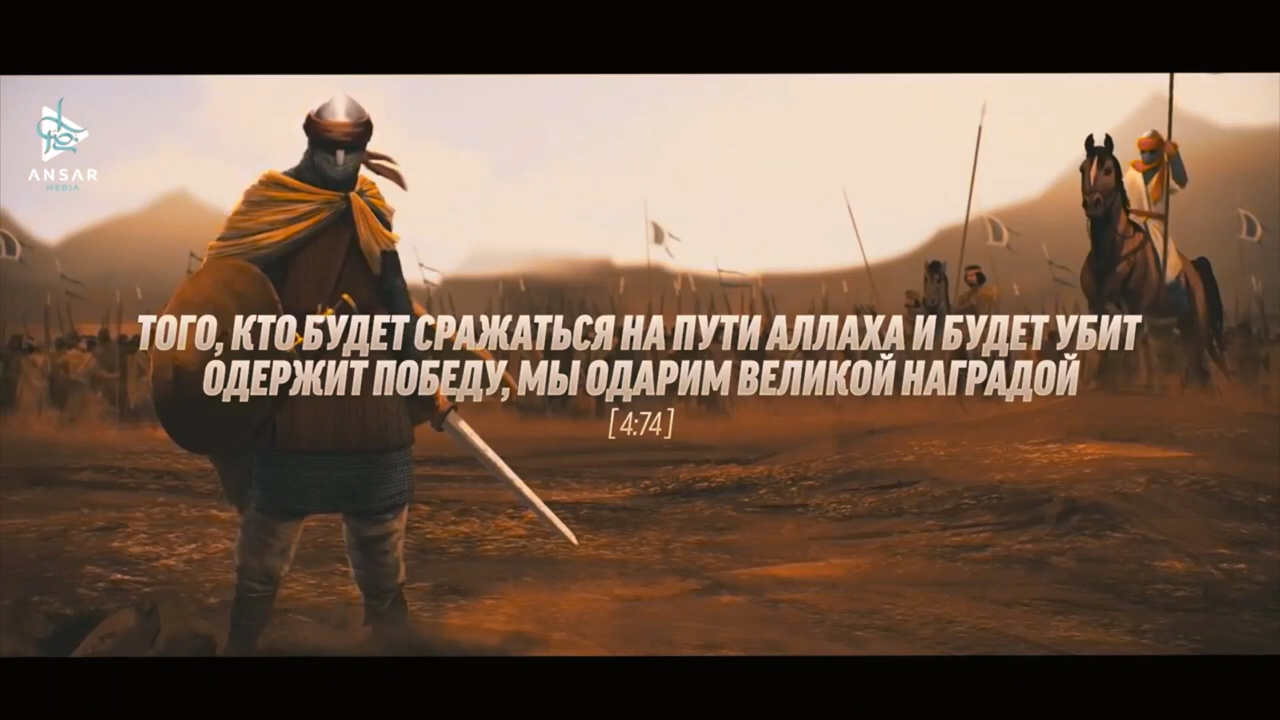 ANSAR
MEDIA
ТОГО, КТО БУДЕТ СРАЖАТЬСЯ НА ПУТИ АЛЛАХА И БУДЕТ УБИТ
ОДЕРЖИТ ПОБЕДУ, МЫ ОДАРИМ ВЕЛИКОЙ НАГРАДОЙ
[4:74]